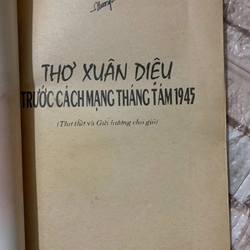 THƠ XUÂN DIỆU
TRƯỚC CÁCH MẠNG THÁNG TÁM 1945
(Thơ thơ và Gửi hương cho gió)